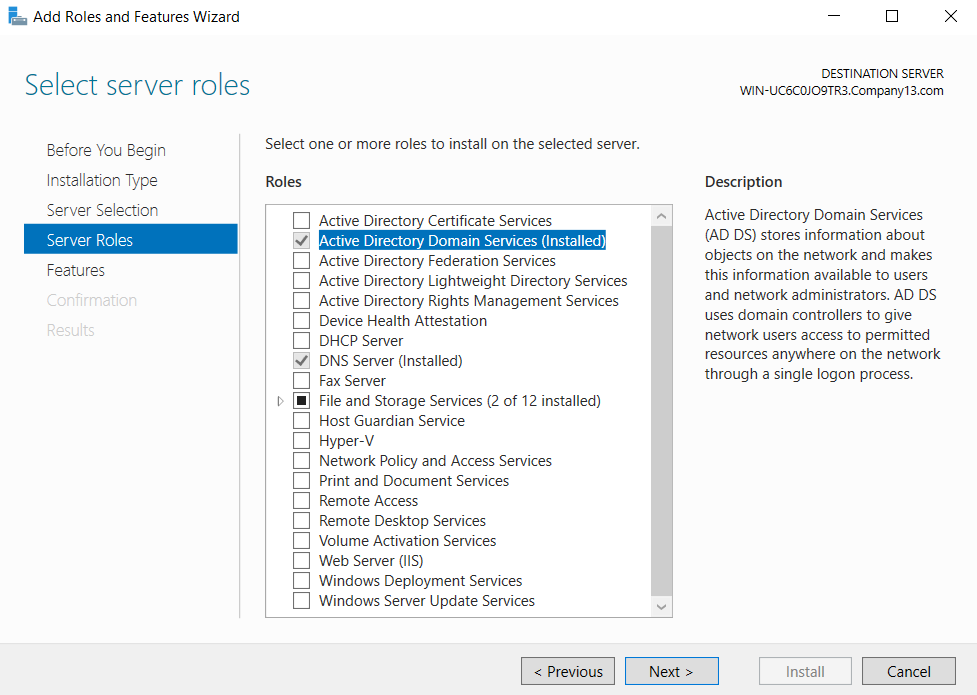 Add Roles and Features Wizard
Select server roles
DESTINATION SERVER
WIN-UC6C0JO9TR3.Company13.com
Before You Begin
Installation Type
Server Selection
Server Roles
Features
Confirmation
Results
Select one or more roles to install on the selected server.
Roles
Active Directory Certificate Services
Active Directory Domain Services (Installed)
Active Directory Federation Services
Active Directory Lightweight Directory Services
Active Directory Rights Management Services
Device Health Attestation
DHCP Server
DNS Server (Installed)
Fax Server
File and Storage Services (2 of 12 installed)
Host Guardian Service
Hyper-V
Network Policy and Access Services
Print and Document Services
Remote Access
Remote Desktop Services
Volume Activation Services
Web Server (IIS)
Windows Deployment Services
Windows Server Update Services
Description
Active Directory Domain Services
(AD DS) stores information about
objects on the network and makes
this information available to users
and network administrators. AD DS
uses domain controllers to give
network users access to permitted
resources anywhere on the network
through a single logon process.
< Previous
Next >
Install
Cancel